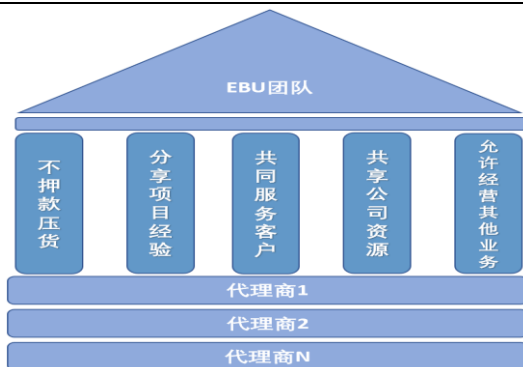 EBU团队
不押款压货
分享项目经验
共同服务客户
共享公司资源
允许经营其他业务
代理商1
代理商2
代理商N